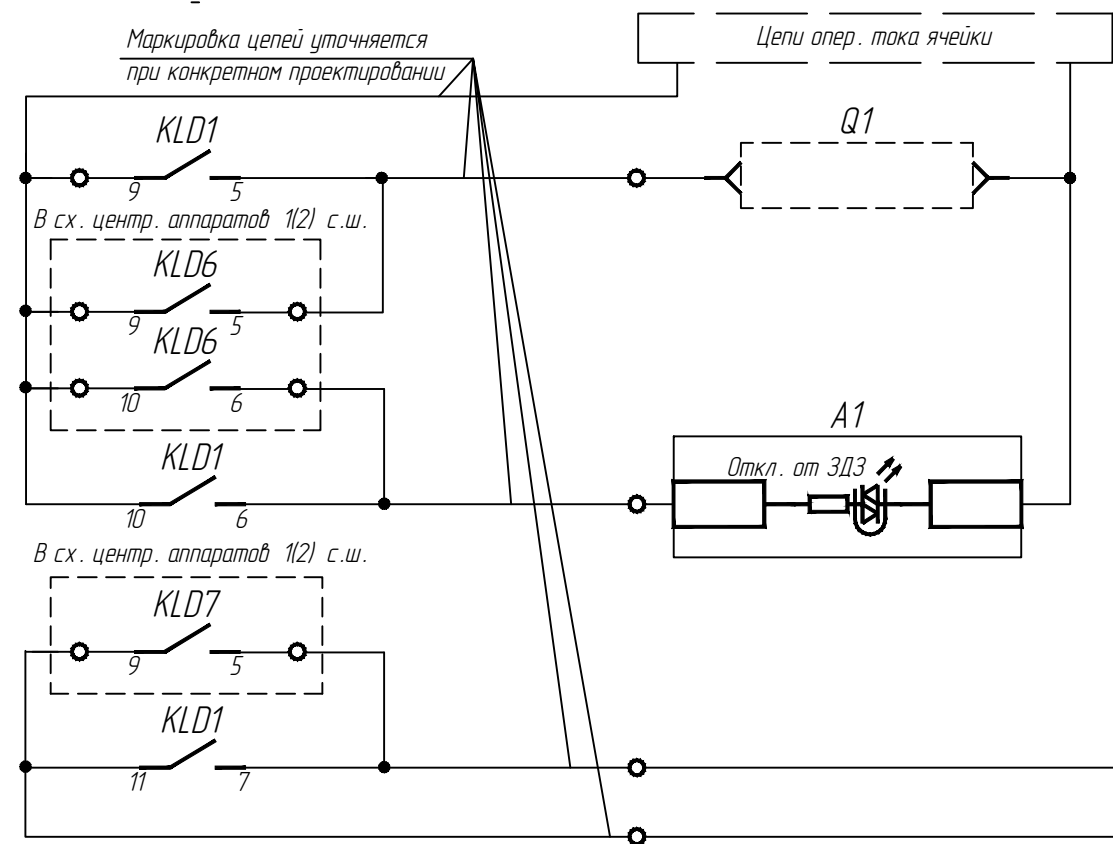 Маркировка цепей уточняется
при конкретном проектировании
Цепи опер. тока ячейки
KLD1
9 5
Q1
В сх. центр. аппаратов 1(2) с.ш.
KLD6
9 5
KLD6
10 6
KLD1
10 6
A1
Откл. от ЗДЗ
В сх. центр. аппаратов 1(2) с.ш.
KLD7
9 5
KLD1
11 7